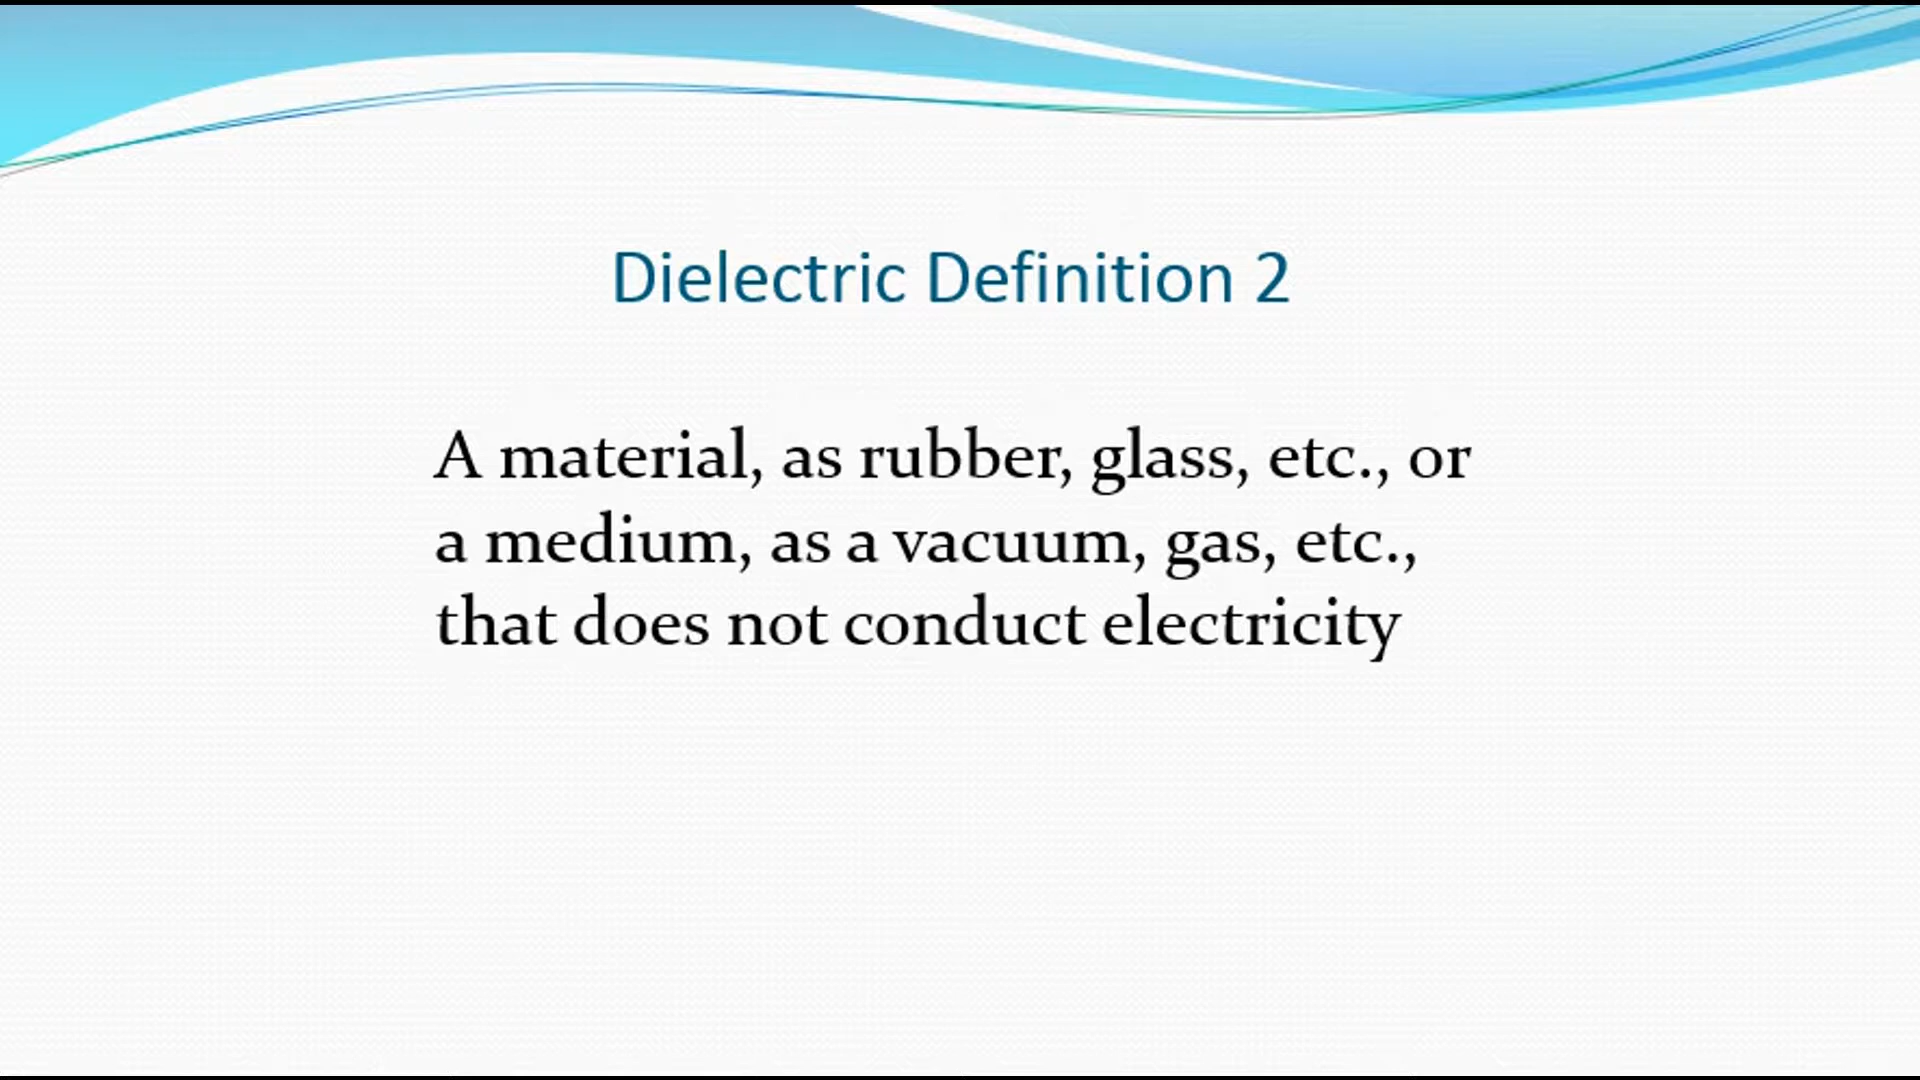 Dielectric Definition 2
A material, as rubber, glass, etc., or
a medium, as a vacuum, gas, etc.,
that does not conduct electricity